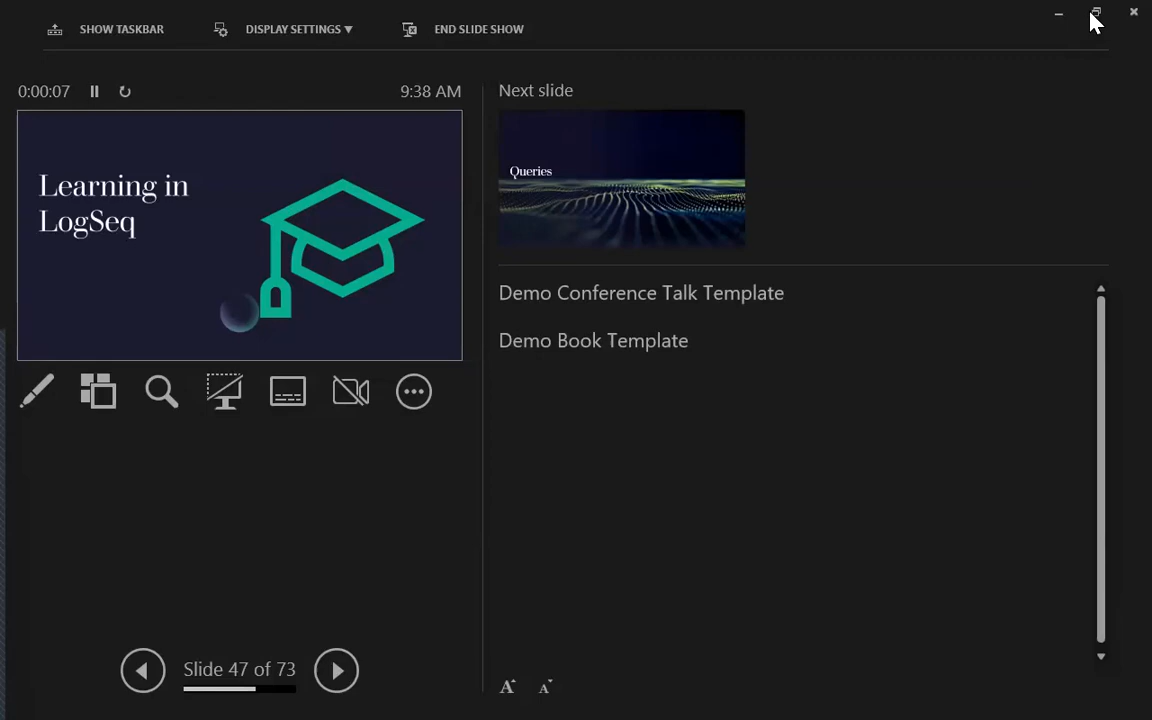 SHOW TASKBAR
DISPLAY SETTINGS
END SLIDE SHOW
0:00:07
9:38 AM
Learning in
LogSeq
Next slide
Queries
Demo Conference Talk Template
Demo Book Template
Slide 47 of 73
A
A